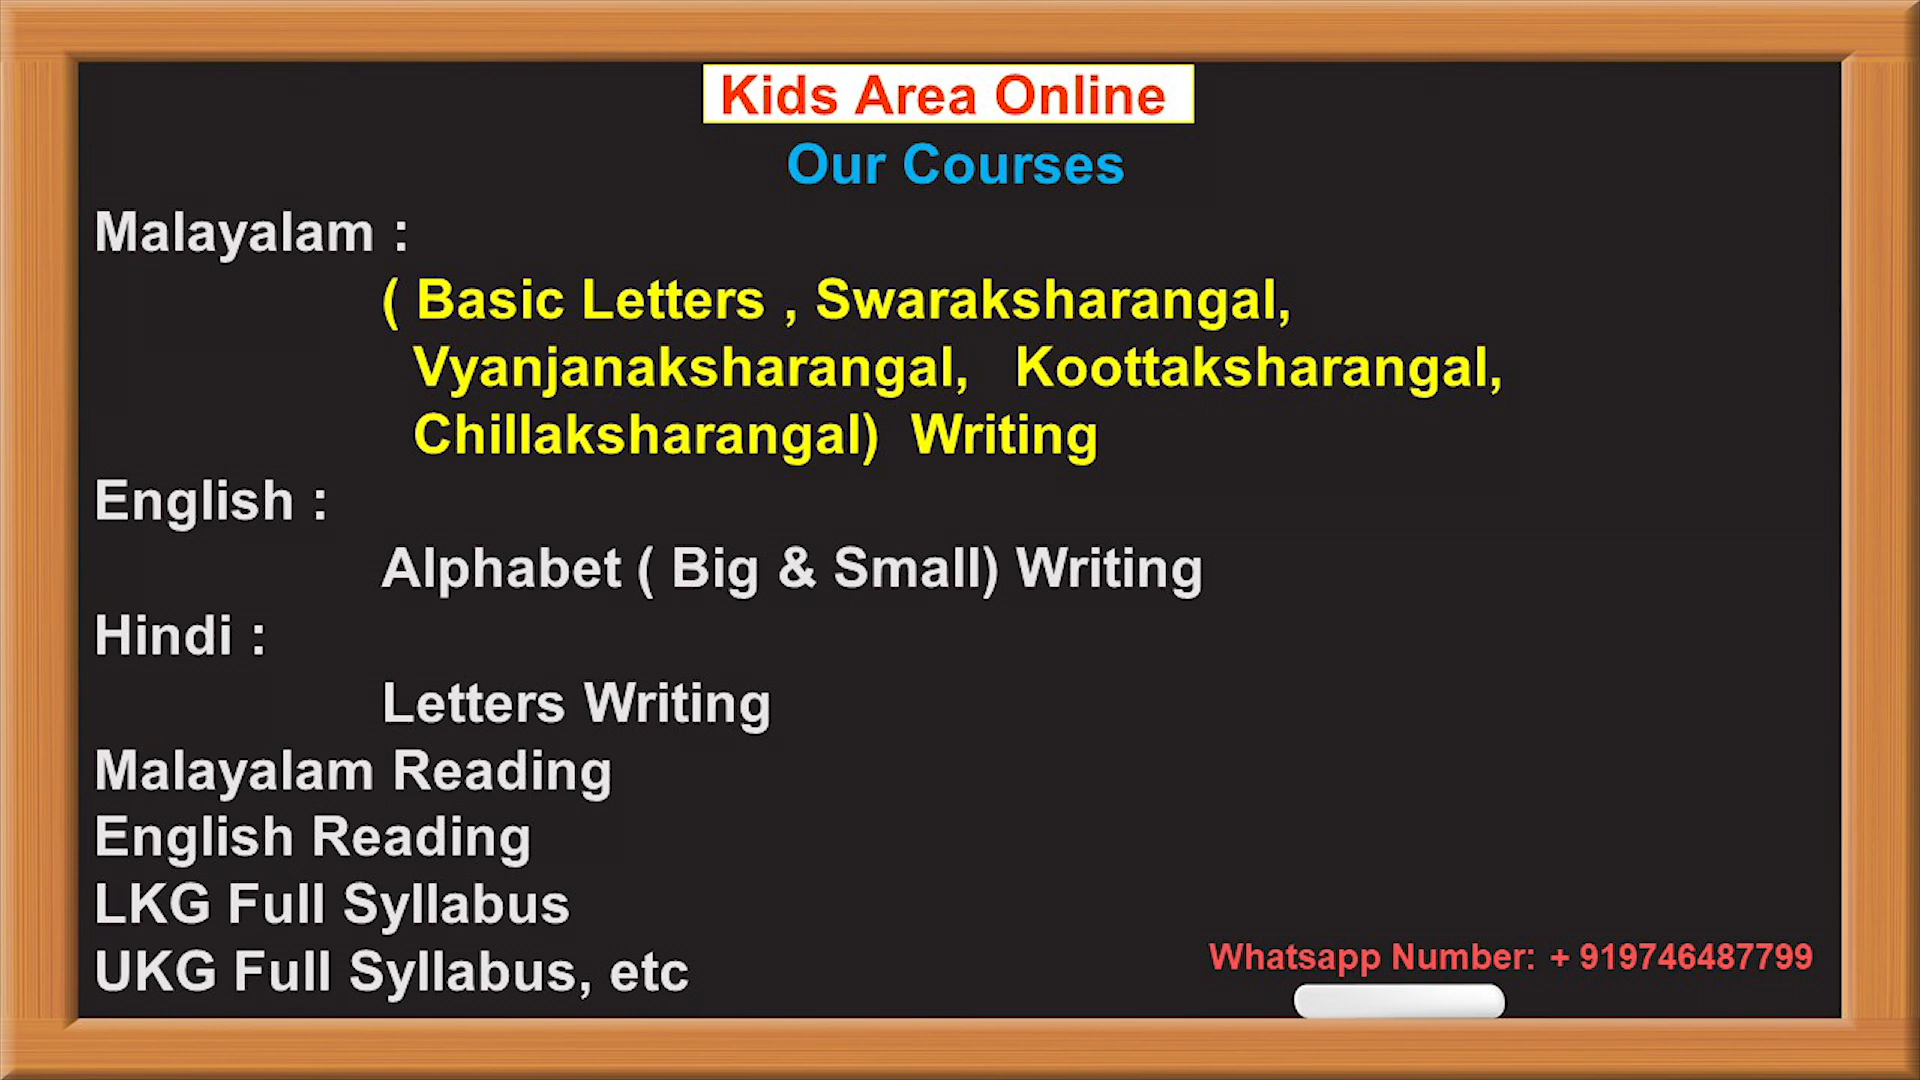 Kids Area Online
Our Courses
Malayalam :
( Basic Letters , Swaraksharangal,
Vyanjanaksharangal, Koottaksharangal,
Chillaksharangal) Writing
English :
Alphabet ( Big & Small) Writing
Hindi :
Letters Writing
Malayalam Reading
English Reading
LKG Full Syllabus
UKG Full Syllabus, etc
Whatsapp Number: + 919746487799